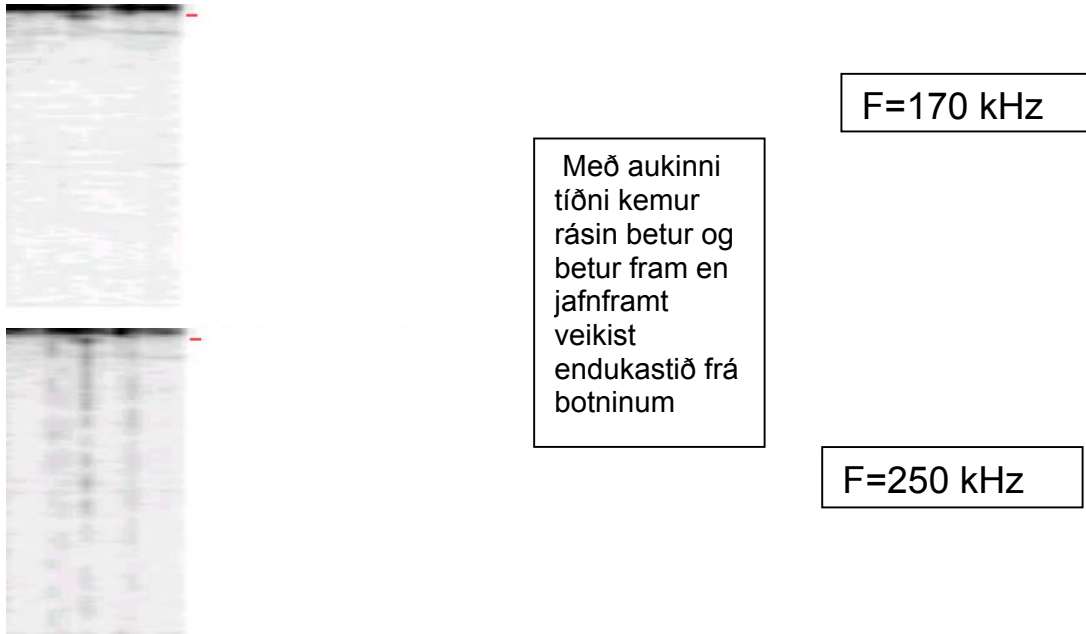 F=170 kHz
Með aukinni
tíðni kemur
rásin betur og
betur fram en
jafnframt
veikist
endukastið frá
botninum
F=250 kHz